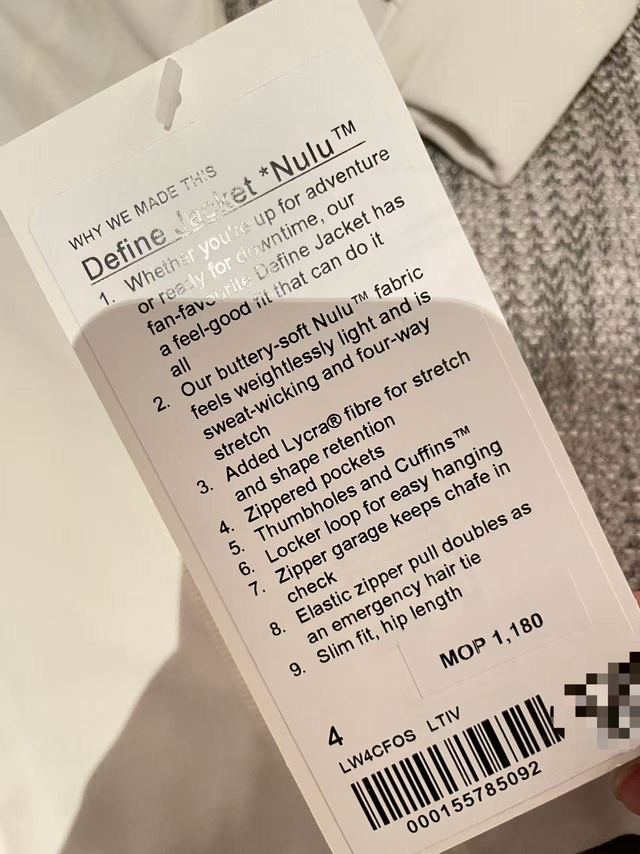 WHY WE MADE THIS
Define Jacket *Nulu™
1. Whether you're up for adventure
or ready for downtime, our
fan-favourite Define Jacket has
a feel-good fit that can do it
all
2. Our buttery-soft Nulu™ fabric
feels weightlessly light and is
sweat-wicking and four-way
stretch
3. Added Lycra® fibre for stretch
and shape retention
4. Zippered pockets
5. Thumbholes and Cuffins™
6. Locker loop for easy hanging
7. Zipper garage keeps chafe in
check
8. Elastic zipper pull doubles as
an emergency hair tie
9. Slim fit, hip length
MOP 1,180
4
LW4CFOS LTIV
000155785092